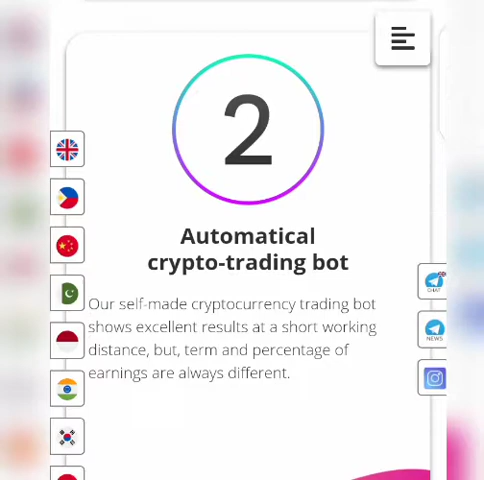 2
Automatical
crypto-trading bot
Our self-made cryptocurrency trading bot
shows excellent results at a short working
distance, but, term and percentage of
earnings are always different.
CHAT
NEWS